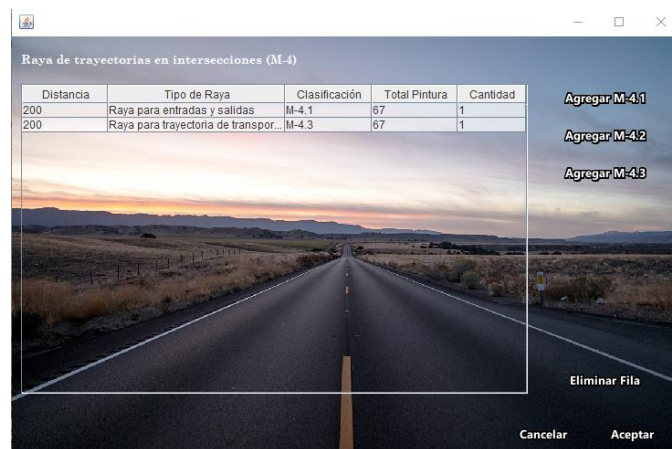 Raya de trayectorias en intersecciones (M-4)
Distancia Tipo de Raya Clasificación Total Pintura Cantidad
200 Raya para entradas y salidas M-4.1 67 1
200 Raya para trayectoria de transpor... M-4.3 67 1
Agregar M-4.1
Agregar M-4.2
Agregar M-4.3
Eliminar Fila
Cancelar Aceptar